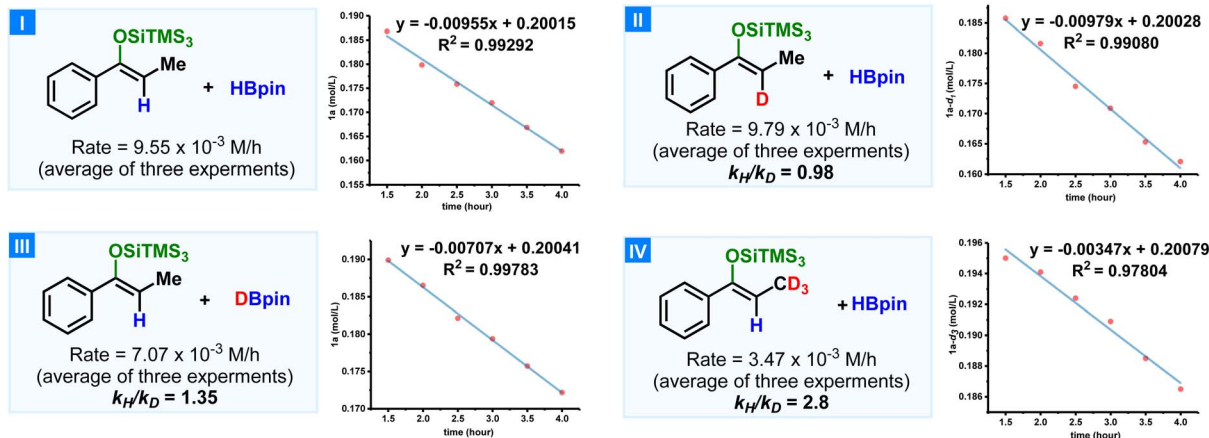 I
OSiTMS3
Me
H
+ HBpin
Rate = 9.55 x 10-3 M/h
(average of three experments)
y = -0.00955x + 0.20015
R2 = 0.99292
1a (mol/L)
0.190
0.185
0.180
0.175
0.170
0.165
0.160
0.155
1.5 2.0 2.5 3.0 3.5 4.0
time (hour)
II
OSiTMS3
Me
D
+ HBpin
Rate = 9.79 x 10-3 M/h
(average of three experments)
kH/kD = 0.98
y = -0.00979x + 0.20028
R2 = 0.99080
1a-d1 (mol/L)
0.185
0.180
0.175
0.170
0.165
0.160
1.5 2.0 2.5 3.0 3.5 4.0
time (hour)
III
OSiTMS3
Me
H
+ DBpin
Rate = 7.07 x 10-3 M/h
(average of three experments)
kH/kD = 1.35
y = -0.00707x + 0.20041
R2 = 0.99783
1a (mol/L)
0.190
0.185
0.180
0.175
0.170
1.5 2.0 2.5 3.0 3.5 4.0
time (hour)
IV
OSiTMS3
CD3
H
+HBpin
Rate = 3.47 x 10-3 M/h
(average of three experments)
kH/kD = 2.8
y = -0.00347x + 0.20079
R2 = 0.97804
1a-d3 (mol/L)
0.196
0.194
0.192
0.190
0.188
0.186
1.5 2.0 2.5 3.0 3.5 4.0
time (hour)